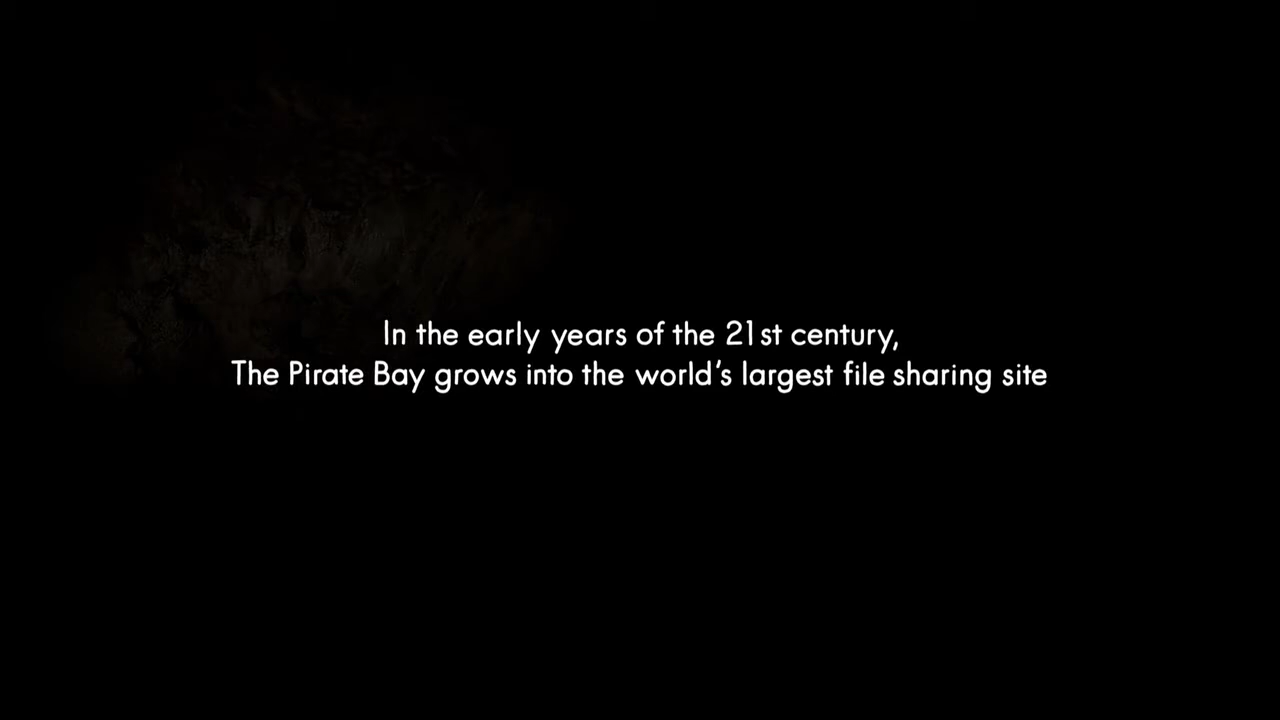 In the early years of the 21st century,
The Pirate Bay grows into the world's largest file sharing site